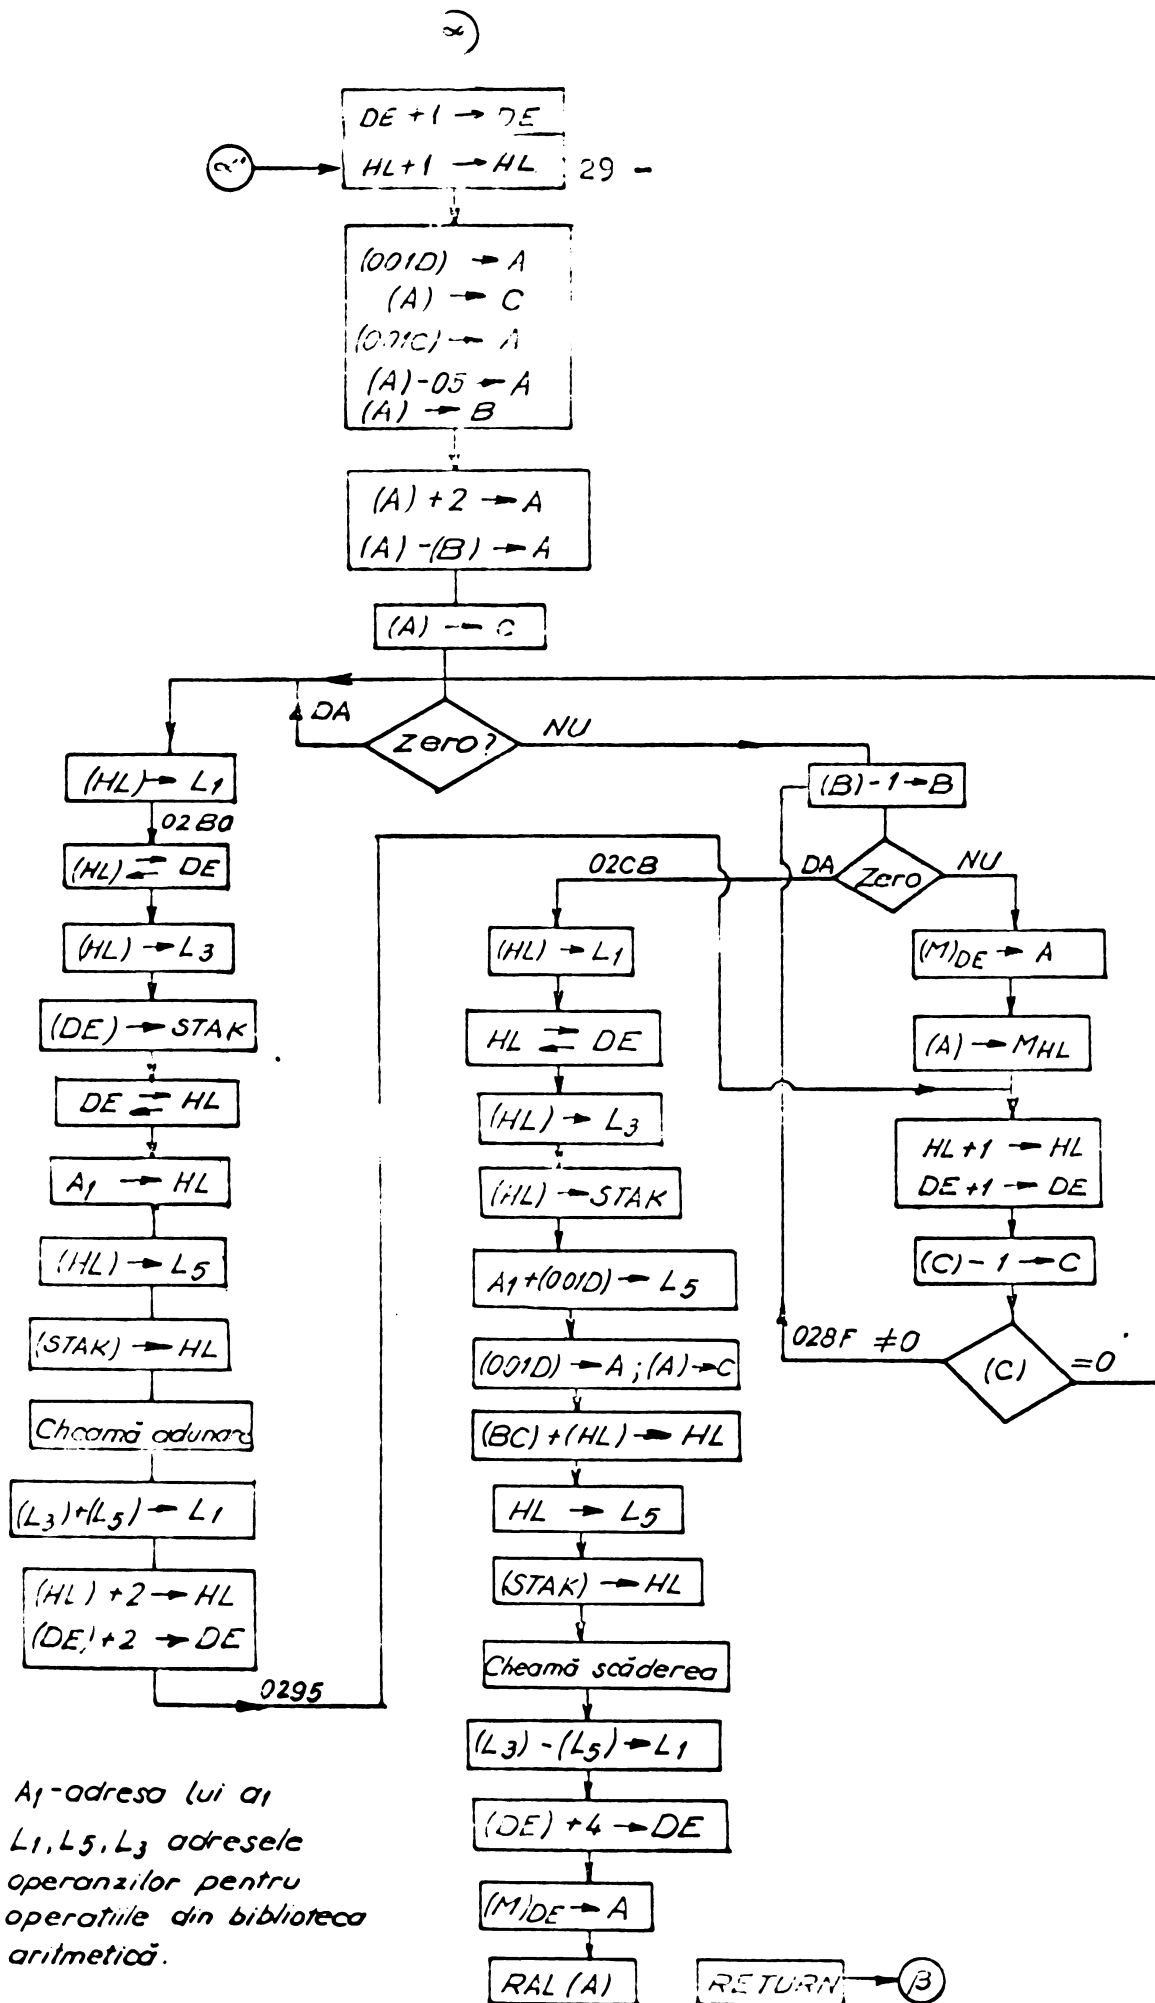 α)
DE + 1 → DE
α" HL + 1 → HL 29 -
(001D) → A
(A) → C
(001C) → A
(A) - 05 → A
(A) → B
(A) + 2 → A
(A) - (B) → A
(A) → C
DA Zero? NU
(HL) → L1
02B0
(HL) ⇄ DE
(HL) → L3
(DE) → STAK
DE ⇄ HL
A1 → HL
(HL) → L5
(STAK) → HL
Cheamă adunare
(L3)+(L5) → L1
(HL) + 2 → HL
(DE) + 2 → DE
0295
(B) - 1 → B
02CB DA Zero NU
(HL) → L1
HL ⇄ DE
(HL) → L3
(HL) → STAK
A1 + (001D) → L5
(001D) → A ; (A) → C
(BC) + (HL) → HL
HL → L5
(STAK) → HL
Cheamă scăderea
(L3) - (L5) → L1
(DE) + 4 → DE
(M)DE → A
RAL (A)
(M)DE → A
(A) → MHL
HL + 1 → HL
DE + 1 → DE
(C) - 1 → C
028F ≠0 (C) =0
RETURN → β
A1 - adresa lui a1
L1, L5, L3 adresele
operanzilor pentru
operatiile din biblioteca
aritmetică.